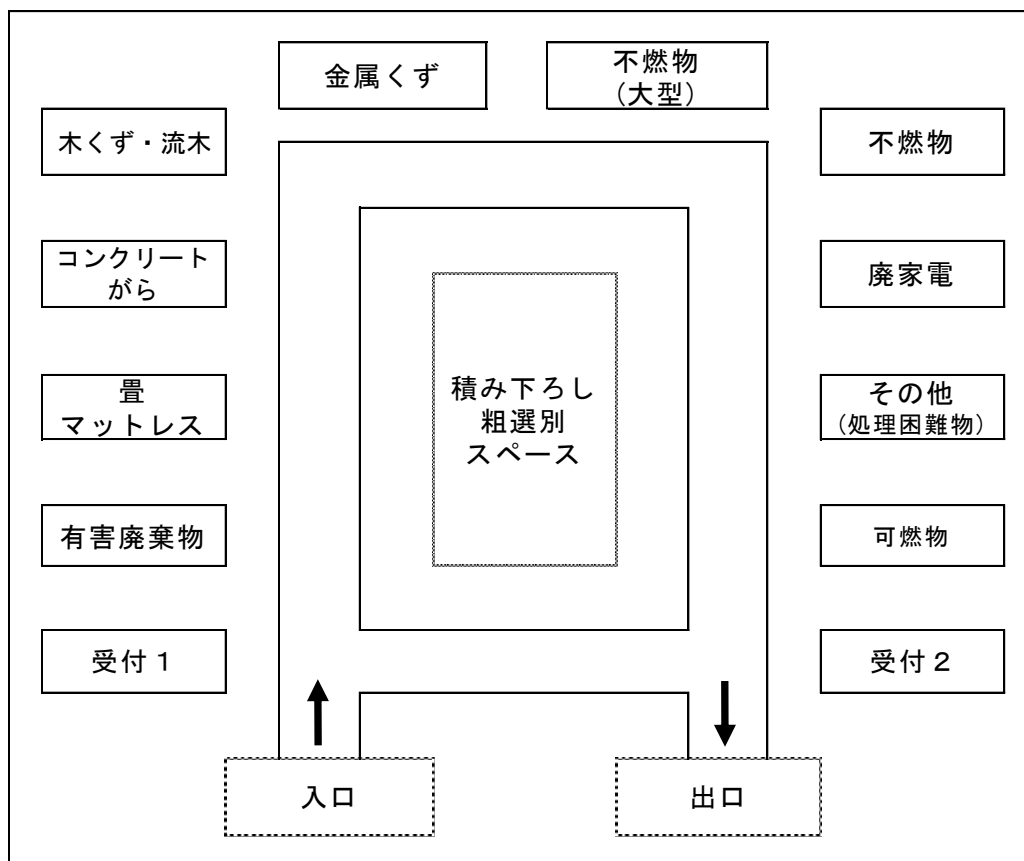 金属くず
不燃物
（大型）
木くず・流木
不燃物
コンクリート
がら
廃家電
積み下ろし
粗選別
スペース
畳
マットレス
その他
（処理困難物）
有害廃棄物
可燃物
受付１
受付２
入口
出口